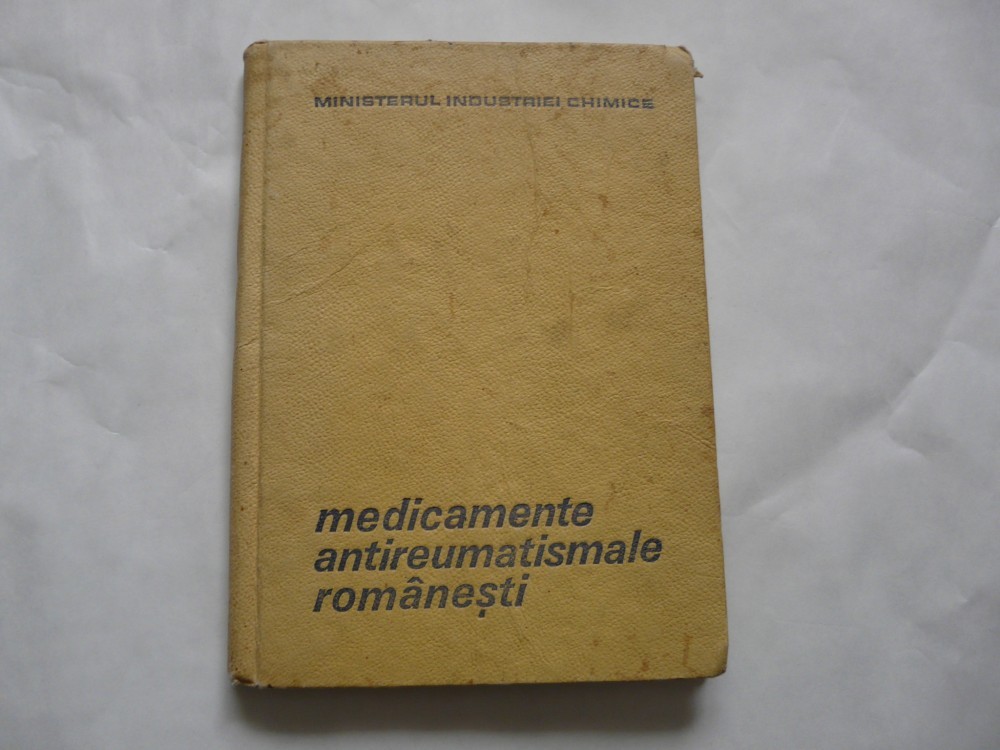 MINISTERUL INDUSTRIEI CHIMICE
medicamente
antireumatismale
românești